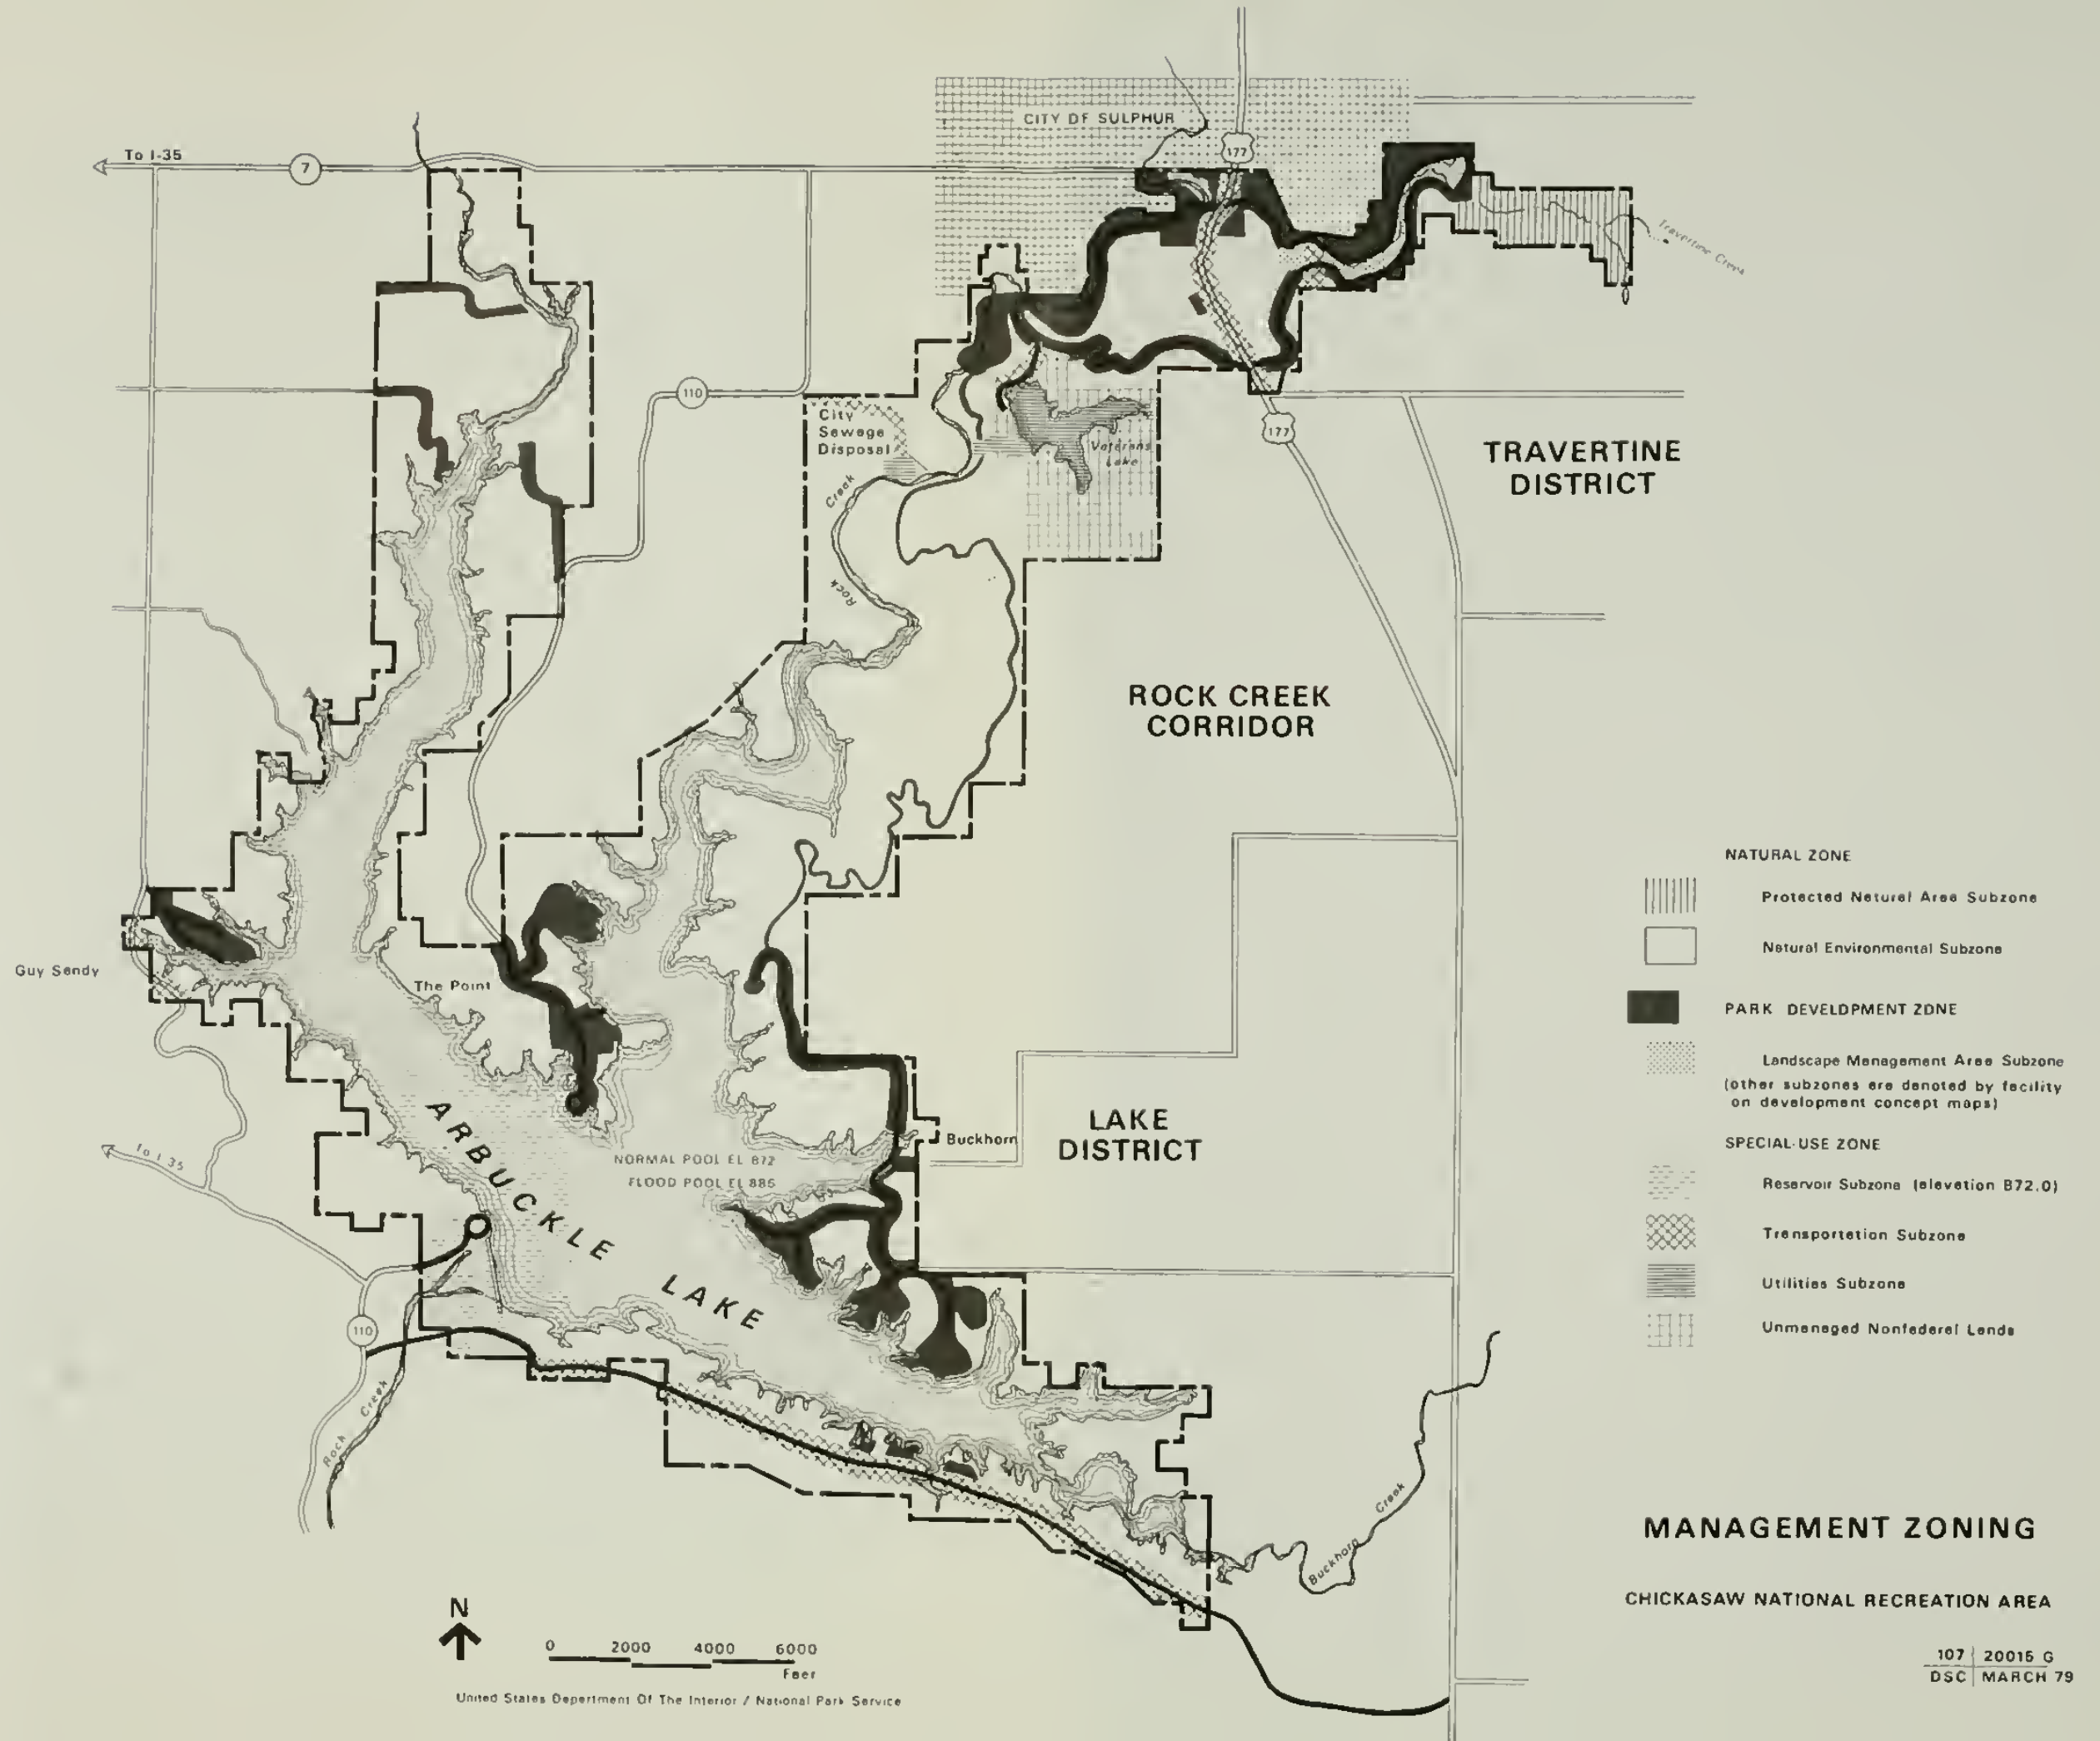 CITY OF SULPHUR
177
To I-35
7
Travertine Creek
110
City
Sewage
Disposal
Veterans
Lake
177
TRAVERTINE
DISTRICT
Creek
Rock
ROCK CREEK
CORRIDOR
NATURAL ZONE
Protected Natural Area Subzone
Natural Environmental Subzone
PARK DEVELOPMENT ZONE
Landscape Management Area Subzone
(other subzones are denoted by facility
on development concept maps)
SPECIAL-USE ZONE
Reservoir Subzone (elevation 872.0)
Transportation Subzone
Utilities Subzone
Unmanaged Nonfederal Lands
Guy Sandy
The Point
ARBUCKLE LAKE
LAKE
DISTRICT
Buckhorn
NORMAL POOL EL 872
FLOOD POOL EL 885
To I 35
110
Rock Creek
Buckhorn Creek
MANAGEMENT ZONING
CHICKASAW NATIONAL RECREATION AREA
107 20015 G
DSC MARCH 79
N
0 2000 4000 6000
Feet
United States Department Of The Interior / National Park Service